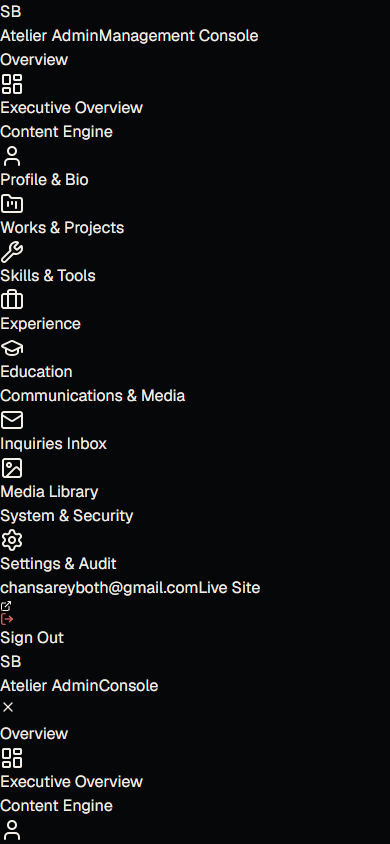 SB
Atelier AdminManagement Console
Overview
Executive Overview
Content Engine
Profile & Bio
Works & Projects
Skills & Tools
Experience
Education
Communications & Media
Inquiries Inbox
Media Library
System & Security
Settings & Audit
chansareyboth@gmail.comLive Site
Sign Out
SB
Atelier AdminConsole
Overview
Executive Overview
Content Engine